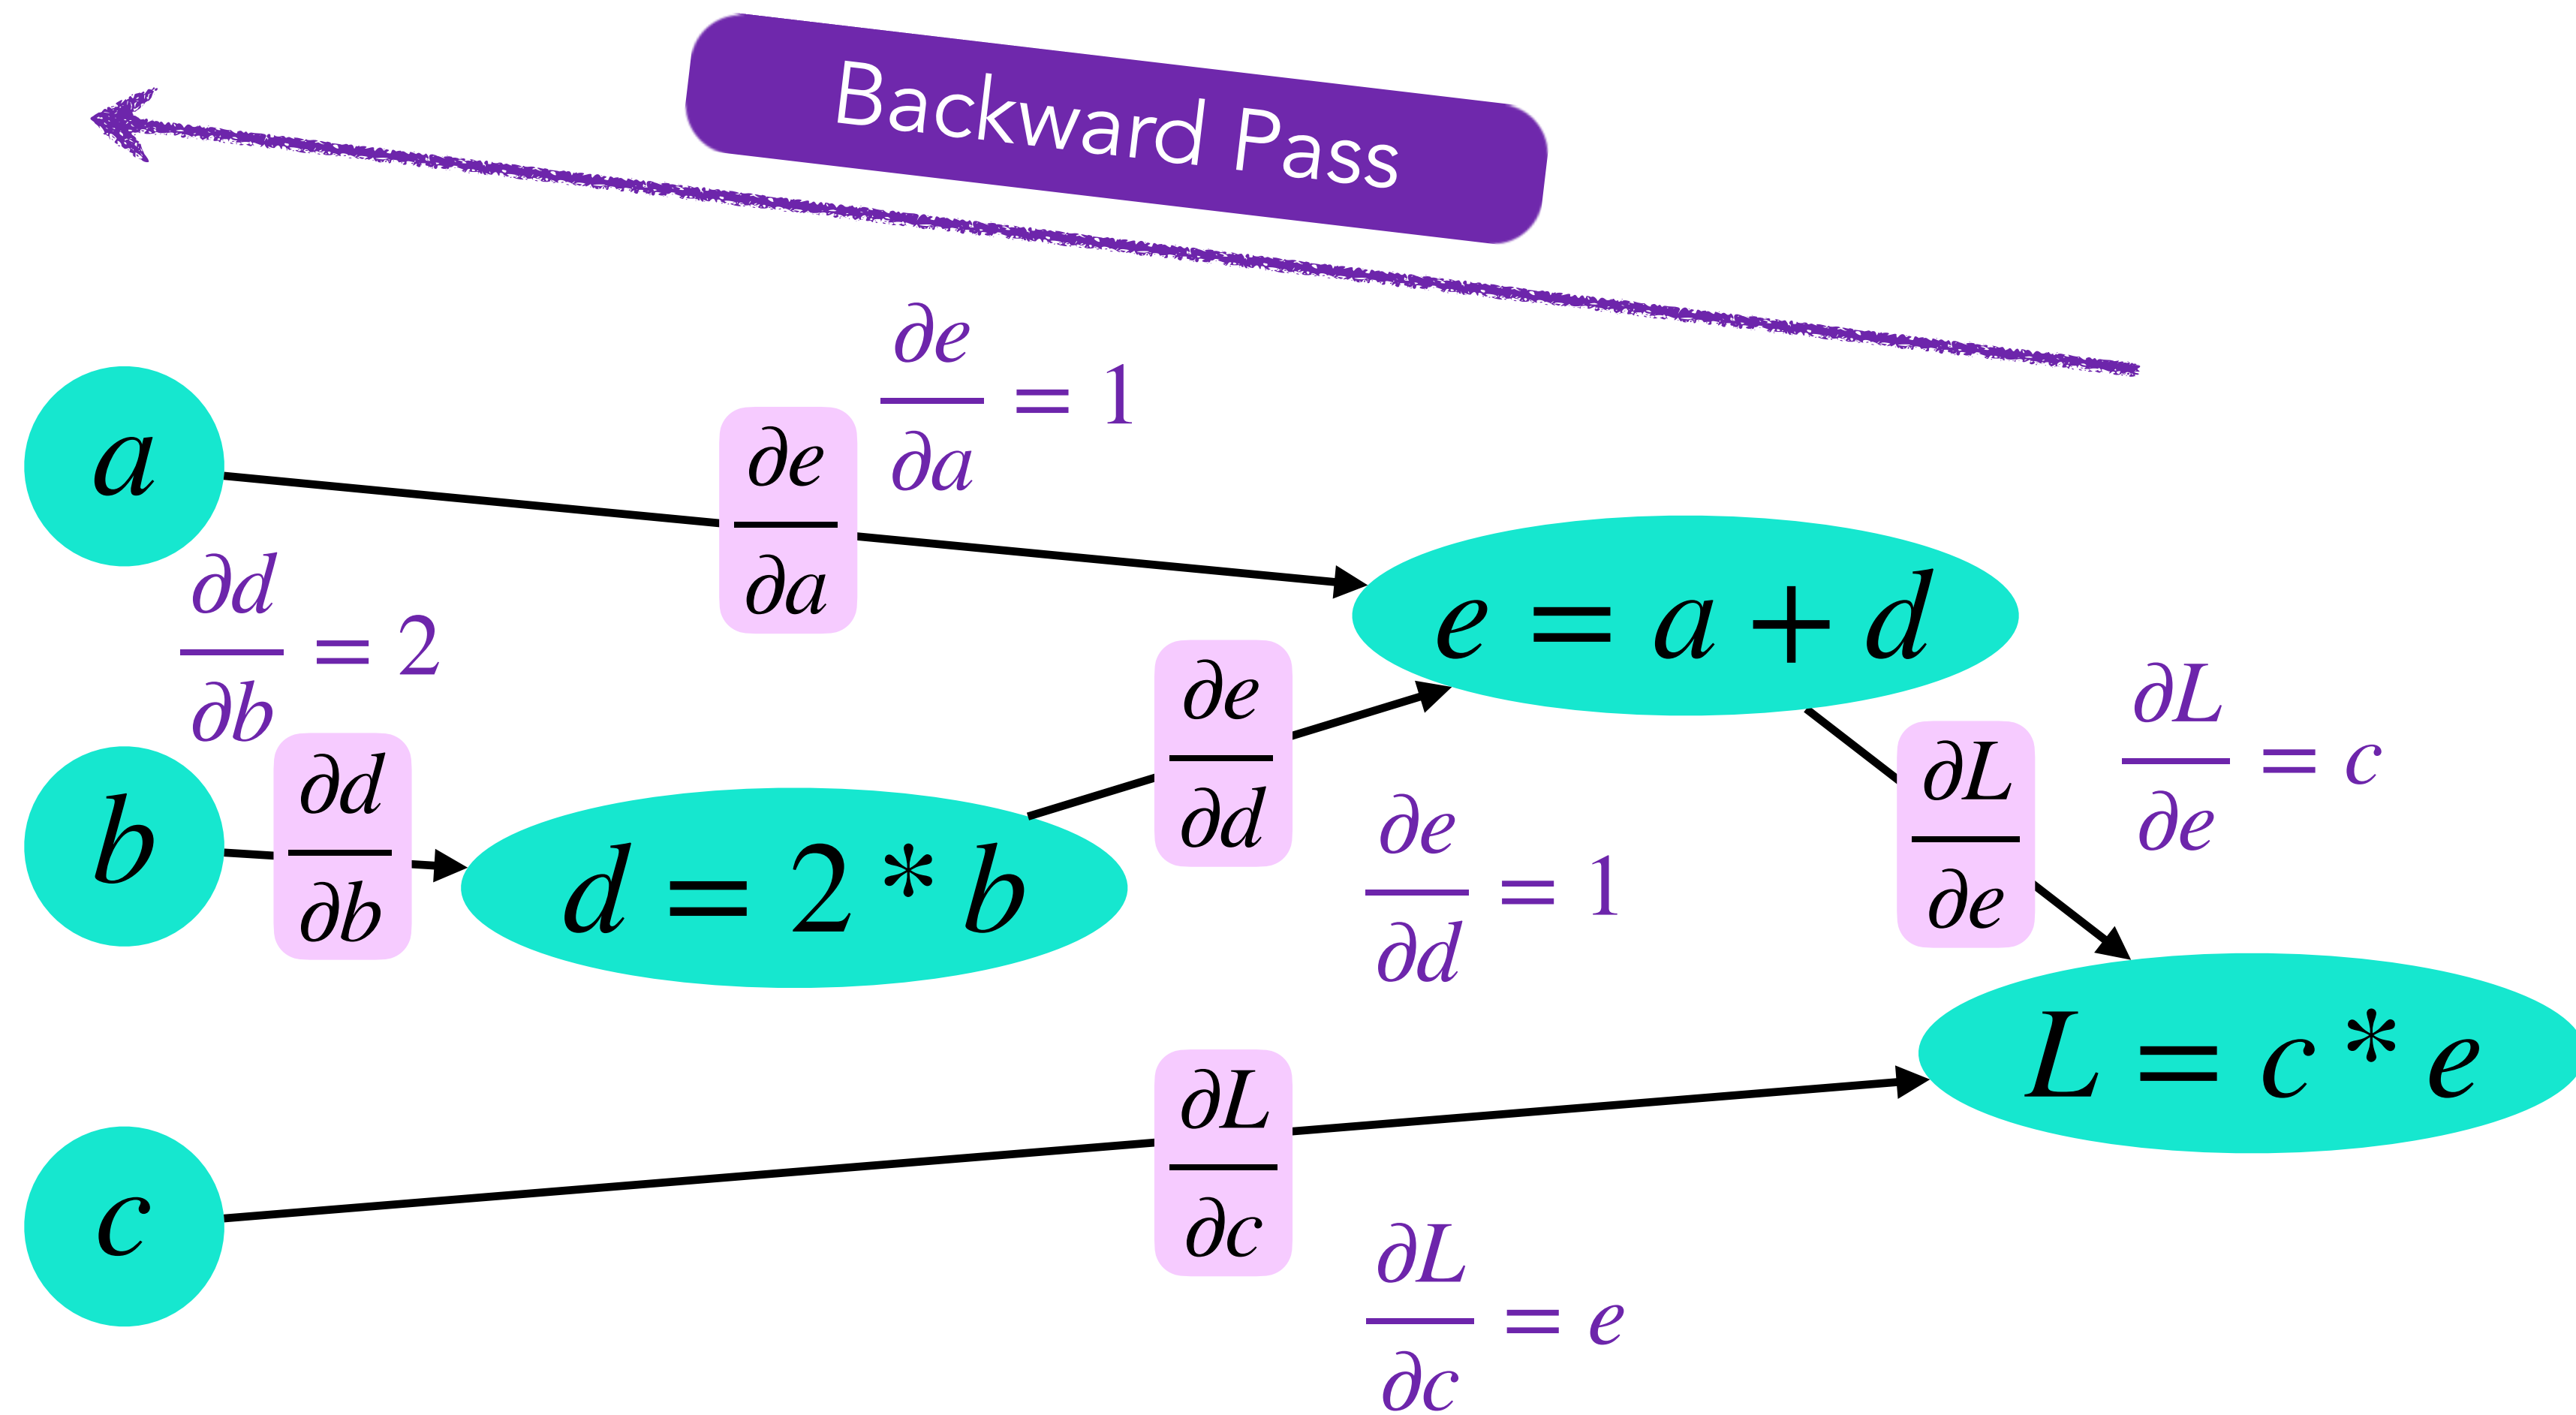 Backward Pass
∂e/∂a = 1
a
∂e/∂a
∂d/∂b = 2
e = a + d
∂e/∂d
∂L/∂e = c
∂L/∂e
b
∂d/∂b
d = 2 * b
∂e/∂d = 1
L = c * e
∂L/∂c
c
∂L/∂c = e